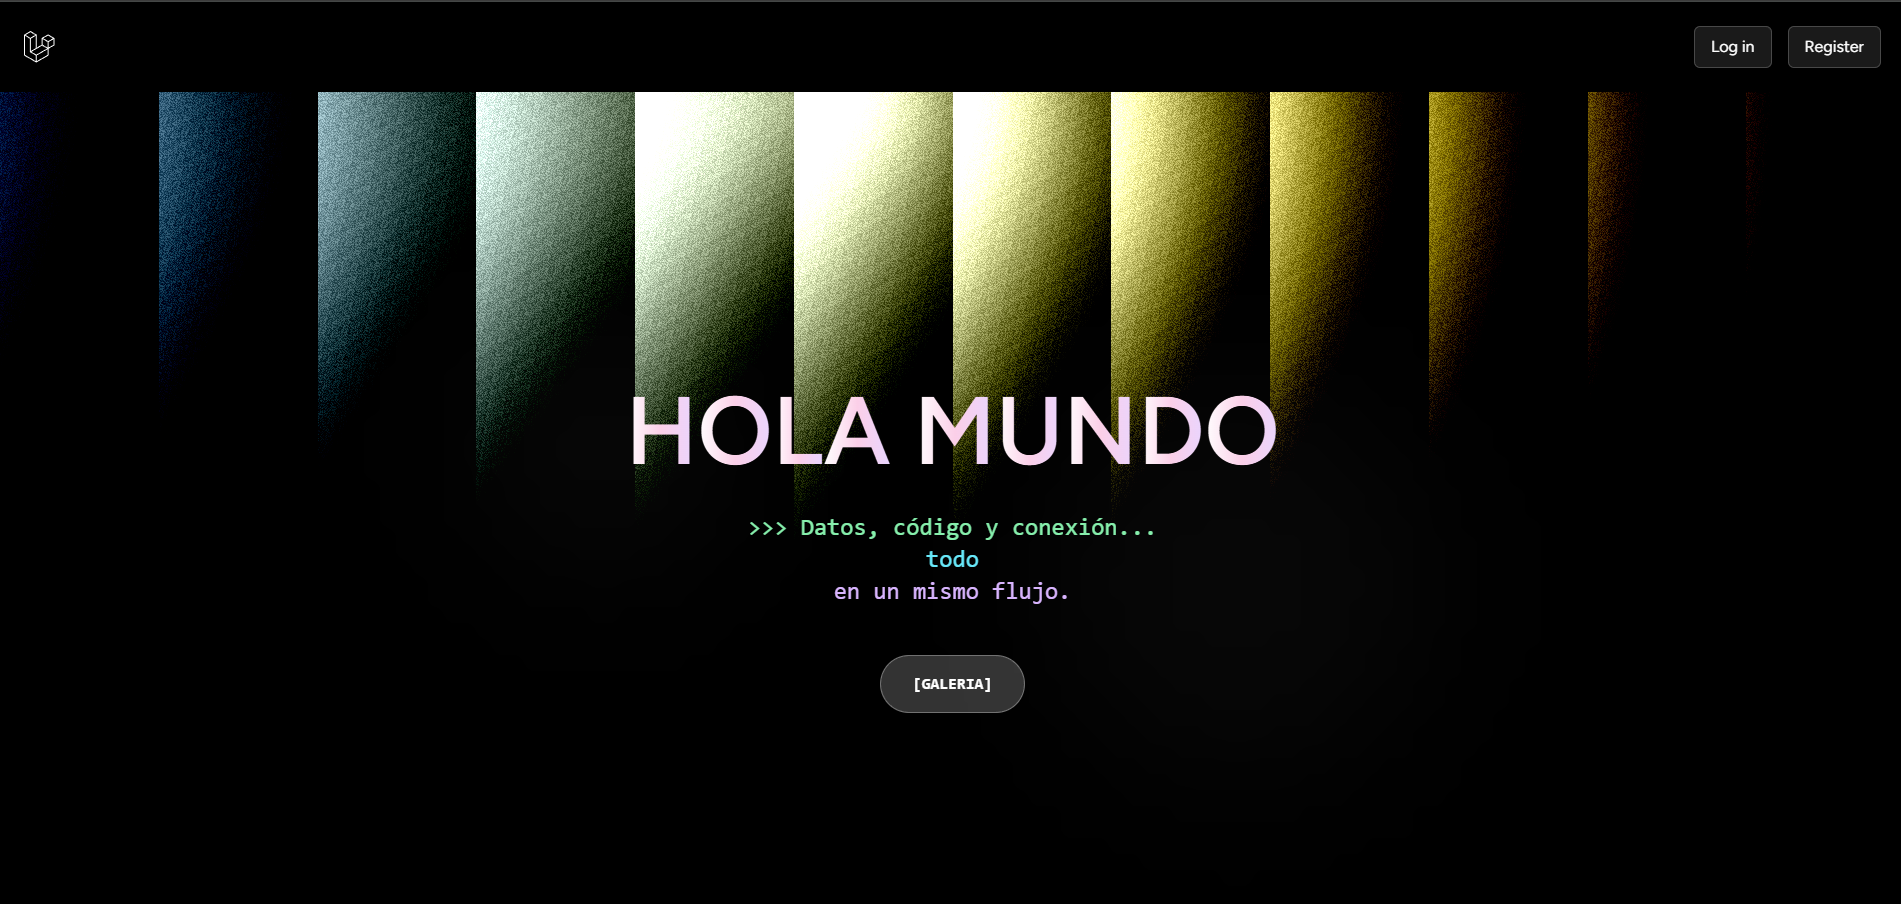 Log in
Register
HOLA MUNDO
>>> Datos, código y conexión...
todo
en un mismo flujo.
[GALERIA]